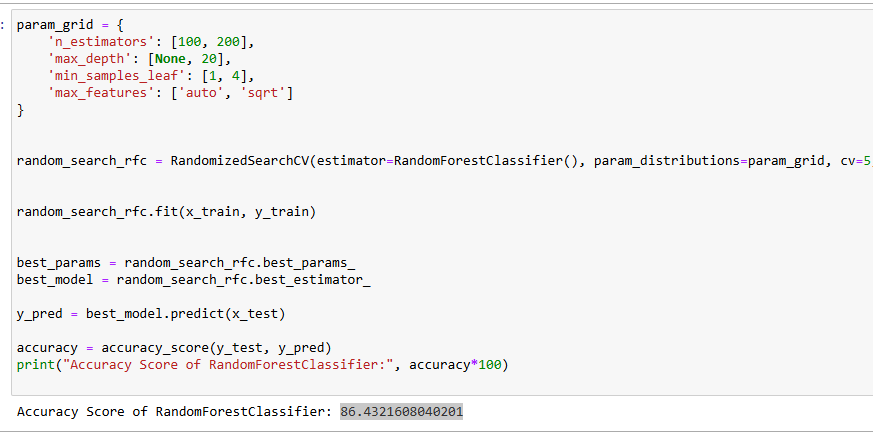 :
param_grid = {
    'n_estimators': [100, 200],
    'max_depth': [None, 20],
    'min_samples_leaf': [1, 4],
    'max_features': ['auto', 'sqrt']
}
random_search_rfc = RandomizedSearchCV(estimator=RandomForestClassifier(), param_distributions=param_grid, cv=5,
random_search_rfc.fit(x_train, y_train)
best_params = random_search_rfc.best_params_
best_model = random_search_rfc.best_estimator_
y_pred = best_model.predict(x_test)
accuracy = accuracy_score(y_test, y_pred)
print("Accuracy Score of RandomForestClassifier:", accuracy*100)
Accuracy Score of RandomForestClassifier: 86.4321608040201